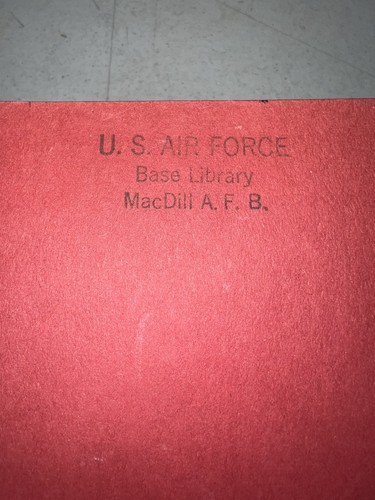 U. S. AIR FORCE
Base Library
MacDill A. F. B.